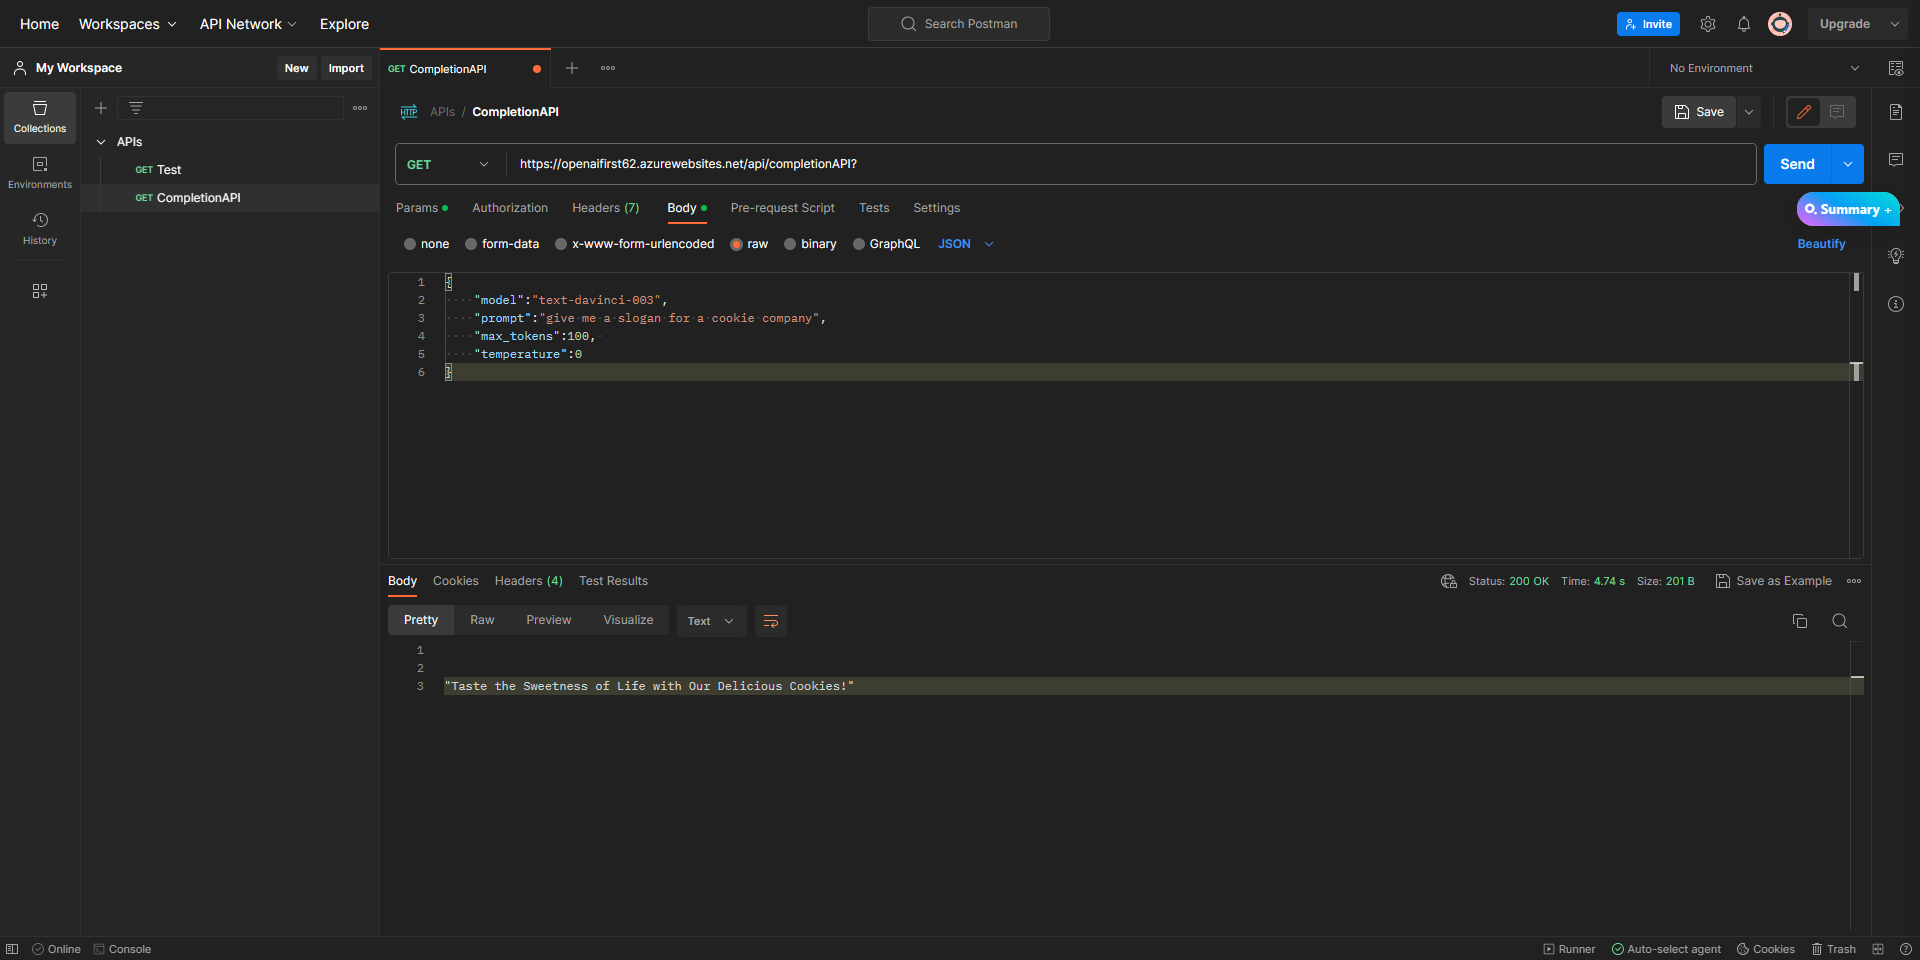 Home Workspaces API Network Explore Search Postman Invite Upgrade
My Workspace New Import GET CompletionAPI No Environment
Collections
Environments
History
APIs
GET Test
GET CompletionAPI
HTTP APIs / CompletionAPI Save
GET https://openaifirst62.azurewebsites.net/api/completionAPI? Send
Params Authorization Headers (7) Body Pre-request Script Tests Settings
Summary +
none form-data x-www-form-urlencoded raw binary GraphQL JSON Beautify
1 {
2 "model":"text-davinci-003",
3 "prompt":"give me a slogan for a cookie company",
4 "max_tokens":100,
5 "temperature":0
6 }
Body Cookies Headers (4) Test Results Status: 200 OK Time: 4.74 s Size: 201 B Save as Example
Pretty Raw Preview Visualize Text
1
2
3 "Taste the Sweetness of Life with Our Delicious Cookies!"
Online Console Runner Auto-select agent Cookies Trash